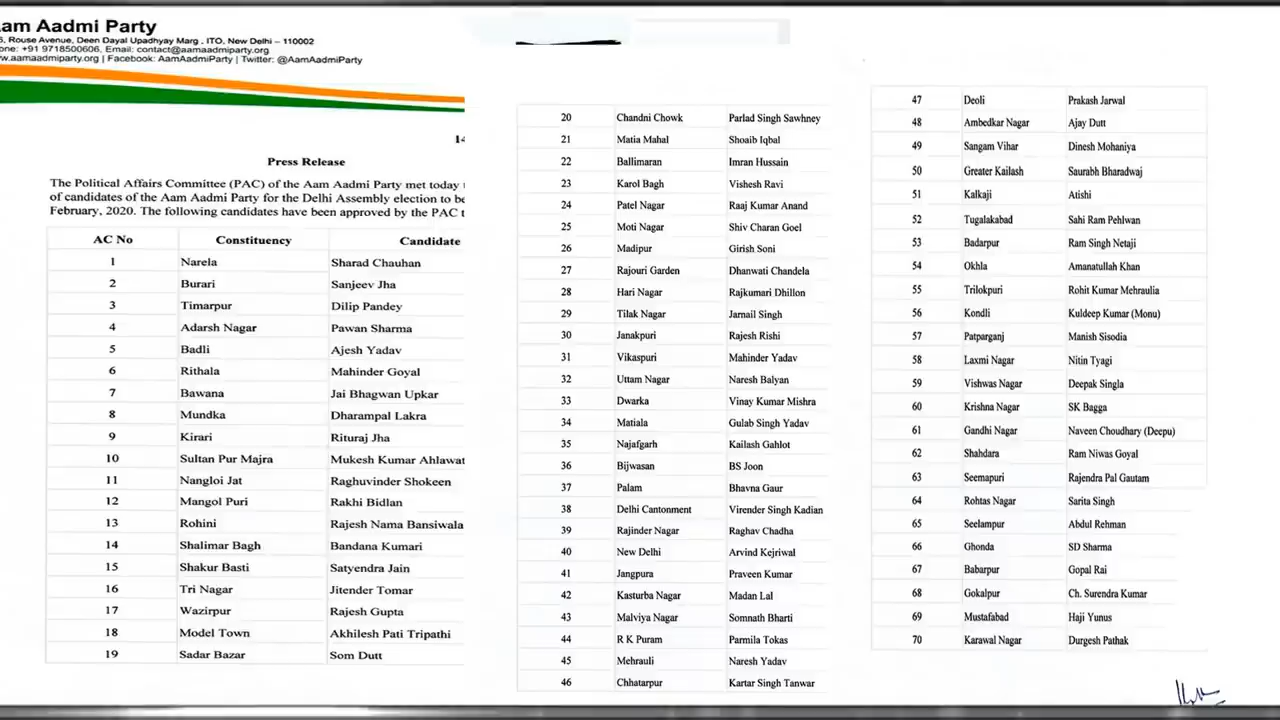 am Aadmi Party
, Rouse Avenue, Deen Dayal Upadhyay Marg , ITO, New Delhi – 110002
one: +91 9718500606, Email: contact@aamaadmiparty.org
w.aamaadmiparty.org | Facebook: AamAadmiParty | Twitter: @AamAadmiParty
Press Release
The Political Affairs Committee (PAC) of the Aam Aadmi Party met today
of candidates of the Aam Aadmi Party for the Delhi Assembly election to be
February, 2020. The following candidates have been approved by the PAC
AC No Constituency Candidate
1 Narela Sharad Chauhan
2 Burari Sanjeev Jha
3 Timarpur Dilip Pandey
4 Adarsh Nagar Pawan Sharma
5 Badli Ajesh Yadav
6 Rithala Mahinder Goyal
7 Bawana Jai Bhagwan Upkar
8 Mundka Dharampal Lakra
9 Kirari Rituraj Jha
10 Sultan Pur Majra Mukesh Kumar Ahlawat
11 Nangloi Jat Raghuvinder Shokeen
12 Mangol Puri Rakhi Bidlan
13 Rohini Rajesh Nama Bansiwala
14 Shalimar Bagh Bandana Kumari
15 Shakur Basti Satyendra Jain
16 Tri Nagar Jitender Tomar
17 Wazirpur Rajesh Gupta
18 Model Town Akhilesh Pati Tripathi
19 Sadar Bazar Som Dutt
20 Chandni Chowk Parlad Singh Sawhney
21 Matia Mahal Shoaib Iqbal
22 Ballimaran Imran Hussain
23 Karol Bagh Vishesh Ravi
24 Patel Nagar Raaj Kumar Anand
25 Moti Nagar Shiv Charan Goel
26 Madipur Girish Soni
27 Rajouri Garden Dhanwati Chandela
28 Hari Nagar Rajkumari Dhillon
29 Tilak Nagar Jarnail Singh
30 Janakpuri Rajesh Rishi
31 Vikaspuri Mahinder Yadav
32 Uttam Nagar Naresh Balyan
33 Dwarka Vinay Kumar Mishra
34 Matiala Gulab Singh Yadav
35 Najafgarh Kailash Gahlot
36 Bijwasan BS Joon
37 Palam Bhavna Gaur
38 Delhi Cantonment Virender Singh Kadian
39 Rajinder Nagar Raghav Chadha
40 New Delhi Arvind Kejriwal
41 Jangpura Praveen Kumar
42 Kasturba Nagar Madan Lal
43 Malviya Nagar Somnath Bharti
44 R K Puram Parmila Tokas
45 Mehrauli Naresh Yadav
46 Chhatarpur Kartar Singh Tanwar
47 Deoli Prakash Jarwal
48 Ambedkar Nagar Ajay Dutt
49 Sangam Vihar Dinesh Mohaniya
50 Greater Kailash Saurabh Bharadwaj
51 Kalkaji Atishi
52 Tugalakabad Sahi Ram Pehlwan
53 Badarpur Ram Singh Netaji
54 Okhla Amanatullah Khan
55 Trilokpuri Rohit Kumar Mehraulia
56 Kondli Kuldeep Kumar (Monu)
57 Patparganj Manish Sisodia
58 Laxmi Nagar Nitin Tyagi
59 Vishwas Nagar Deepak Singla
60 Krishna Nagar SK Bagga
61 Gandhi Nagar Naveen Choudhary (Deepu)
62 Shahdara Ram Niwas Goyal
63 Seemapuri Rajendra Pal Gautam
64 Rohtas Nagar Sarita Singh
65 Seelampur Abdul Rehman
66 Ghonda SD Sharma
67 Babarpur Gopal Rai
68 Gokalpur Ch. Surendra Kumar
69 Mustafabad Haji Yunus
70 Karawal Nagar Durgesh Pathak